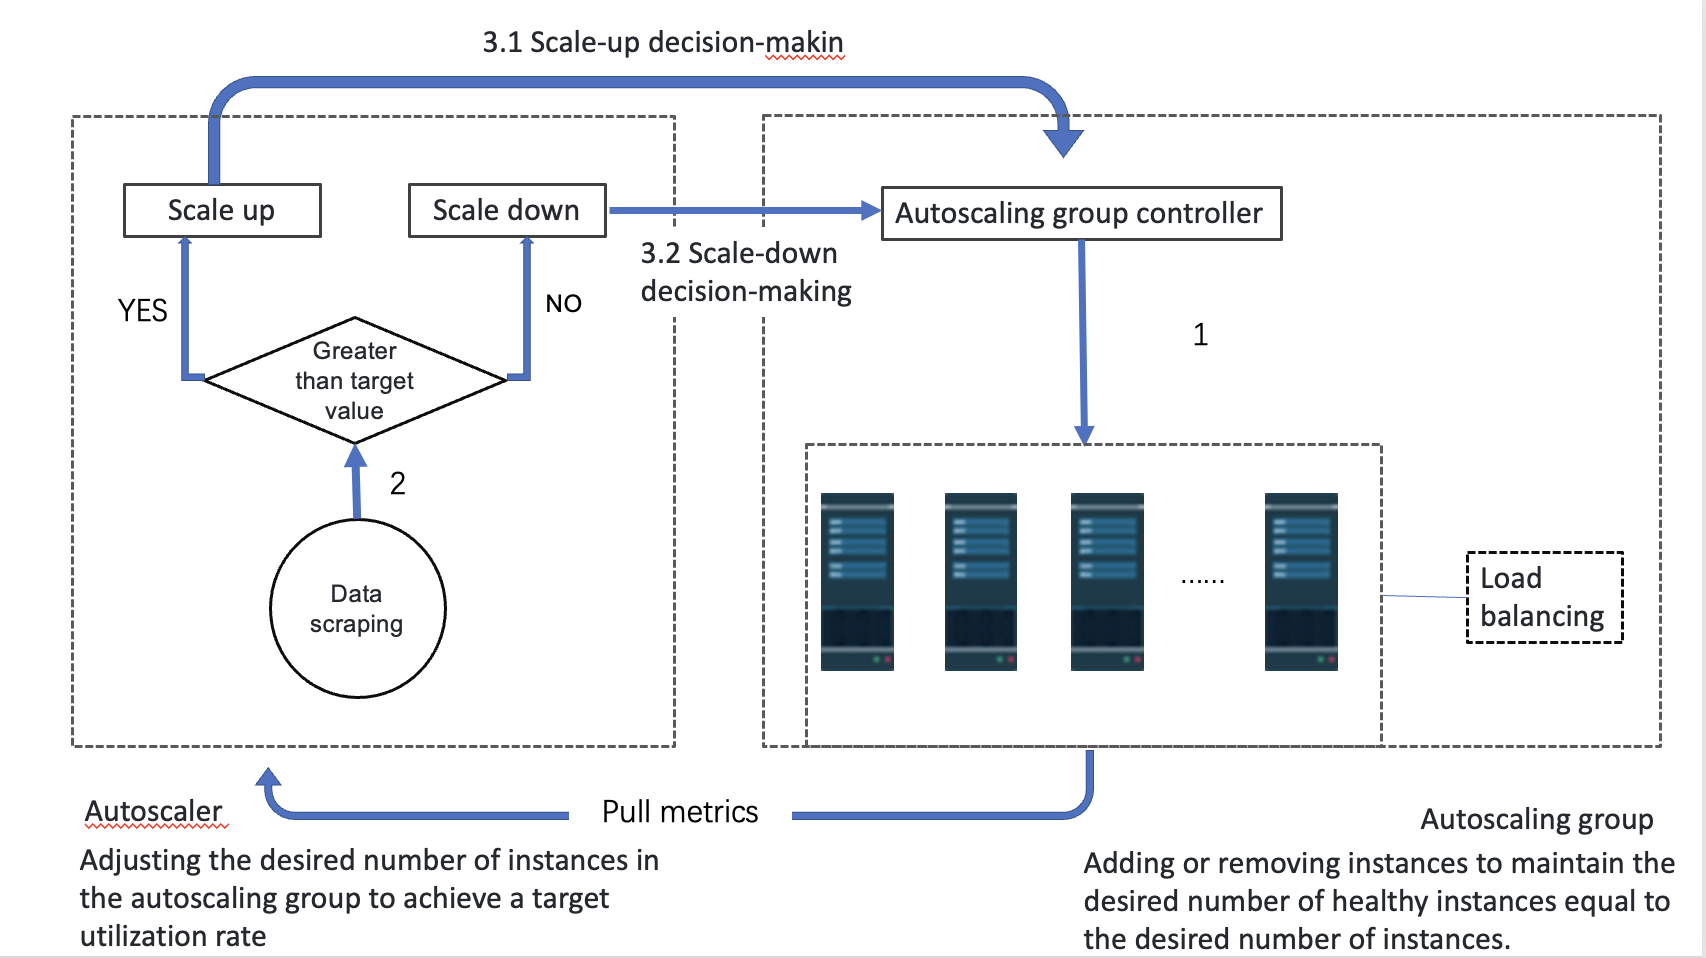 3.1 Scale-up decision-makin
Scale up
Scale down
Autoscaling group controller
3.2 Scale-down
decision-making
YES
NO
1
Greater
than target
value
2
Data
scraping
......
Load
balancing
Pull metrics
Autoscaler
Adjusting the desired number of instances in
the autoscaling group to achieve a target
utilization rate
Autoscaling group
Adding or removing instances to maintain the
desired number of healthy instances equal to
the desired number of instances.